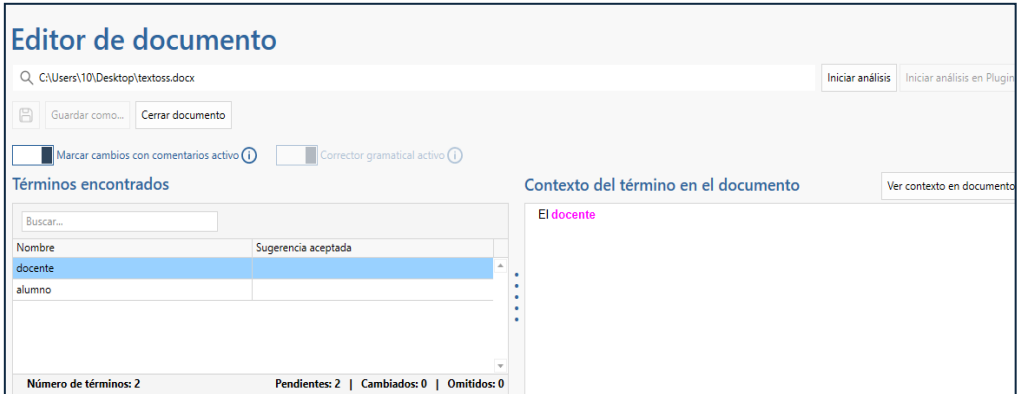 Editor de documento
C:\Users\10\Desktop\textoss.docx
Iniciar análisis
Iniciar análisis en Plugin
Guardar como...
Cerrar documento
Marcar cambios con comentarios activo
Corrector gramatical activo
Términos encontrados
Buscar...
Nombre
Sugerencia aceptada
docente
alumno
Número de términos: 2
Pendientes: 2 | Cambiados: 0 | Omitidos: 0
Contexto del término en el documento
Ver contexto en documento
El docente